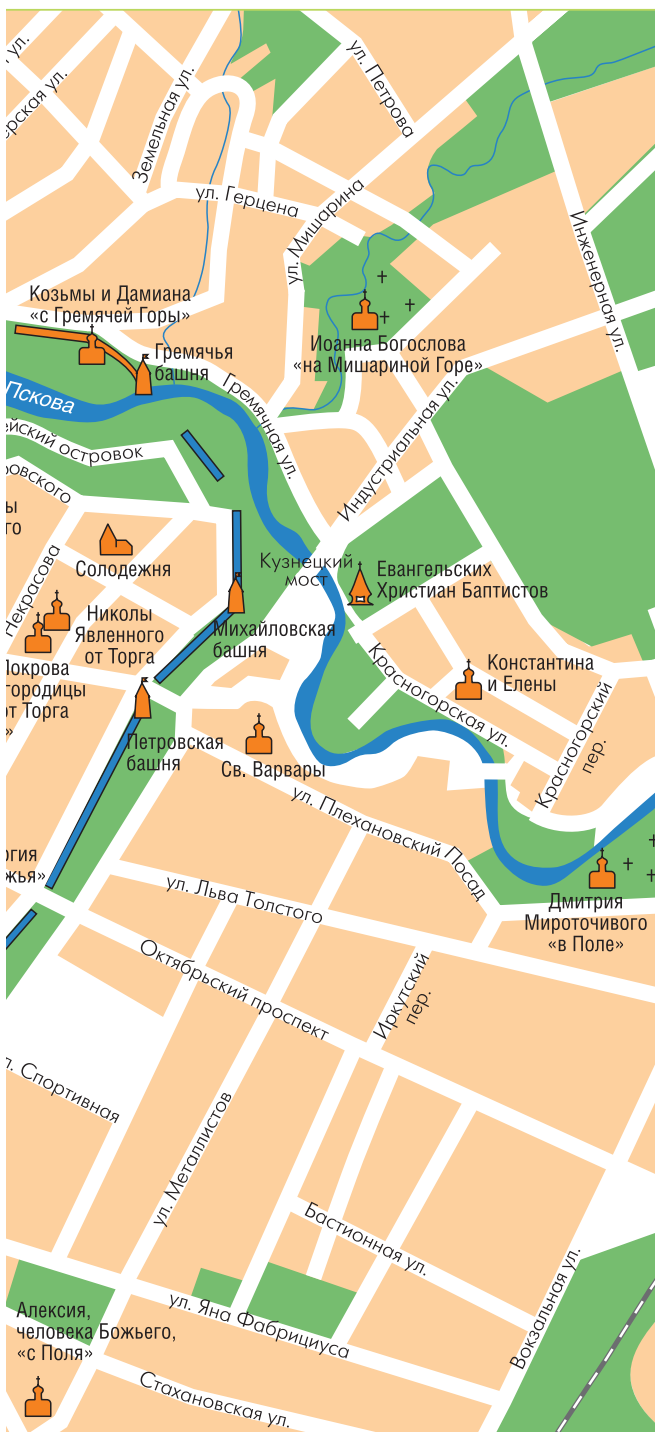 ул.
ул. Петрова
Земельная ул.
ул. Герцена
ул. Мишарина
Инженерная ул.
Козьмы и Дамиана
«с Гремячей Горы»
Гремячья
башня
Иоанна Богослова
«на Мишариной Горе»
Пскова
Гремячная ул.
Индустриальная ул.
островок
Кузнецкий
мост
Евангельских
Христиан Баптистов
Солодежня
Некрасова
Николы
Явленного
от Торга
Михайловская
башня
Константина
и Елены
Красногорская ул.
Красногорский
пер.
Петровская
башня
Св. Варвары
ул. Плехановский Посад
ул. Льва Толстого
Дмитрия
Мироточивого
«в Поле»
Октябрьский проспект
Иркутский
пер.
Спортивная
ул. Металлистов
Бастионная ул.
Вокзальная ул.
ул. Яна Фабрициуса
Алексия,
человека Божьего,
«с Поля»
Стахановская ул.